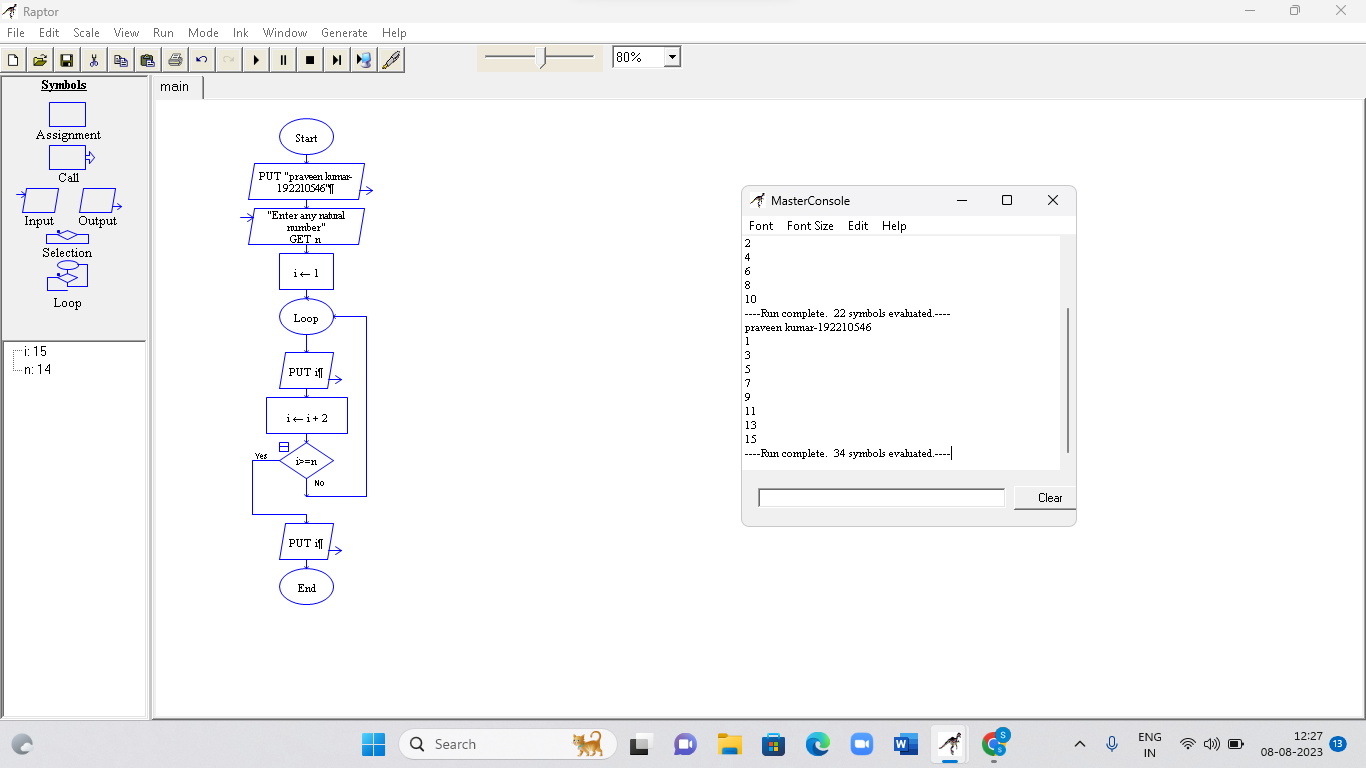 Raptor
File Edit Scale View Run Mode Ink Window Generate Help
80%
Symbols
Assignment
Call
Input Output
Selection
Loop
i: 15
n: 14
main
Start
PUT "praveen kumar-
192210546"¶
"Enter any natural
number"
GET n
i ← 1
Loop
PUT i¶
i ← i + 2
Yes
i>=n
No
PUT i¶
End
MasterConsole
Font Font Size Edit Help
2
4
6
8
10
----Run complete. 22 symbols evaluated.----
praveen kumar-192210546
1
3
5
7
9
11
13
15
----Run complete. 34 symbols evaluated.----
Clear
Search
W
S
ENG
IN
12:27
08-08-2023
13